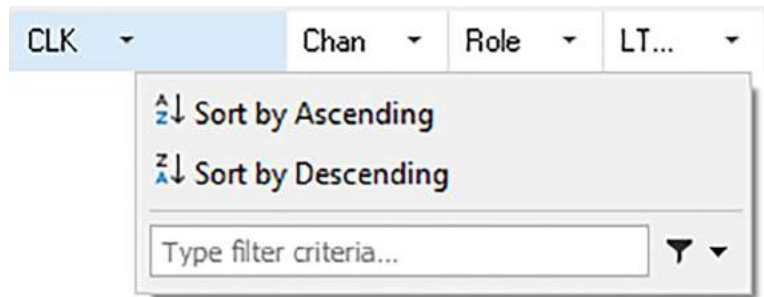 CLK Chan Role LT...
Sort by Ascending
Sort by Descending
Type filter criteria...